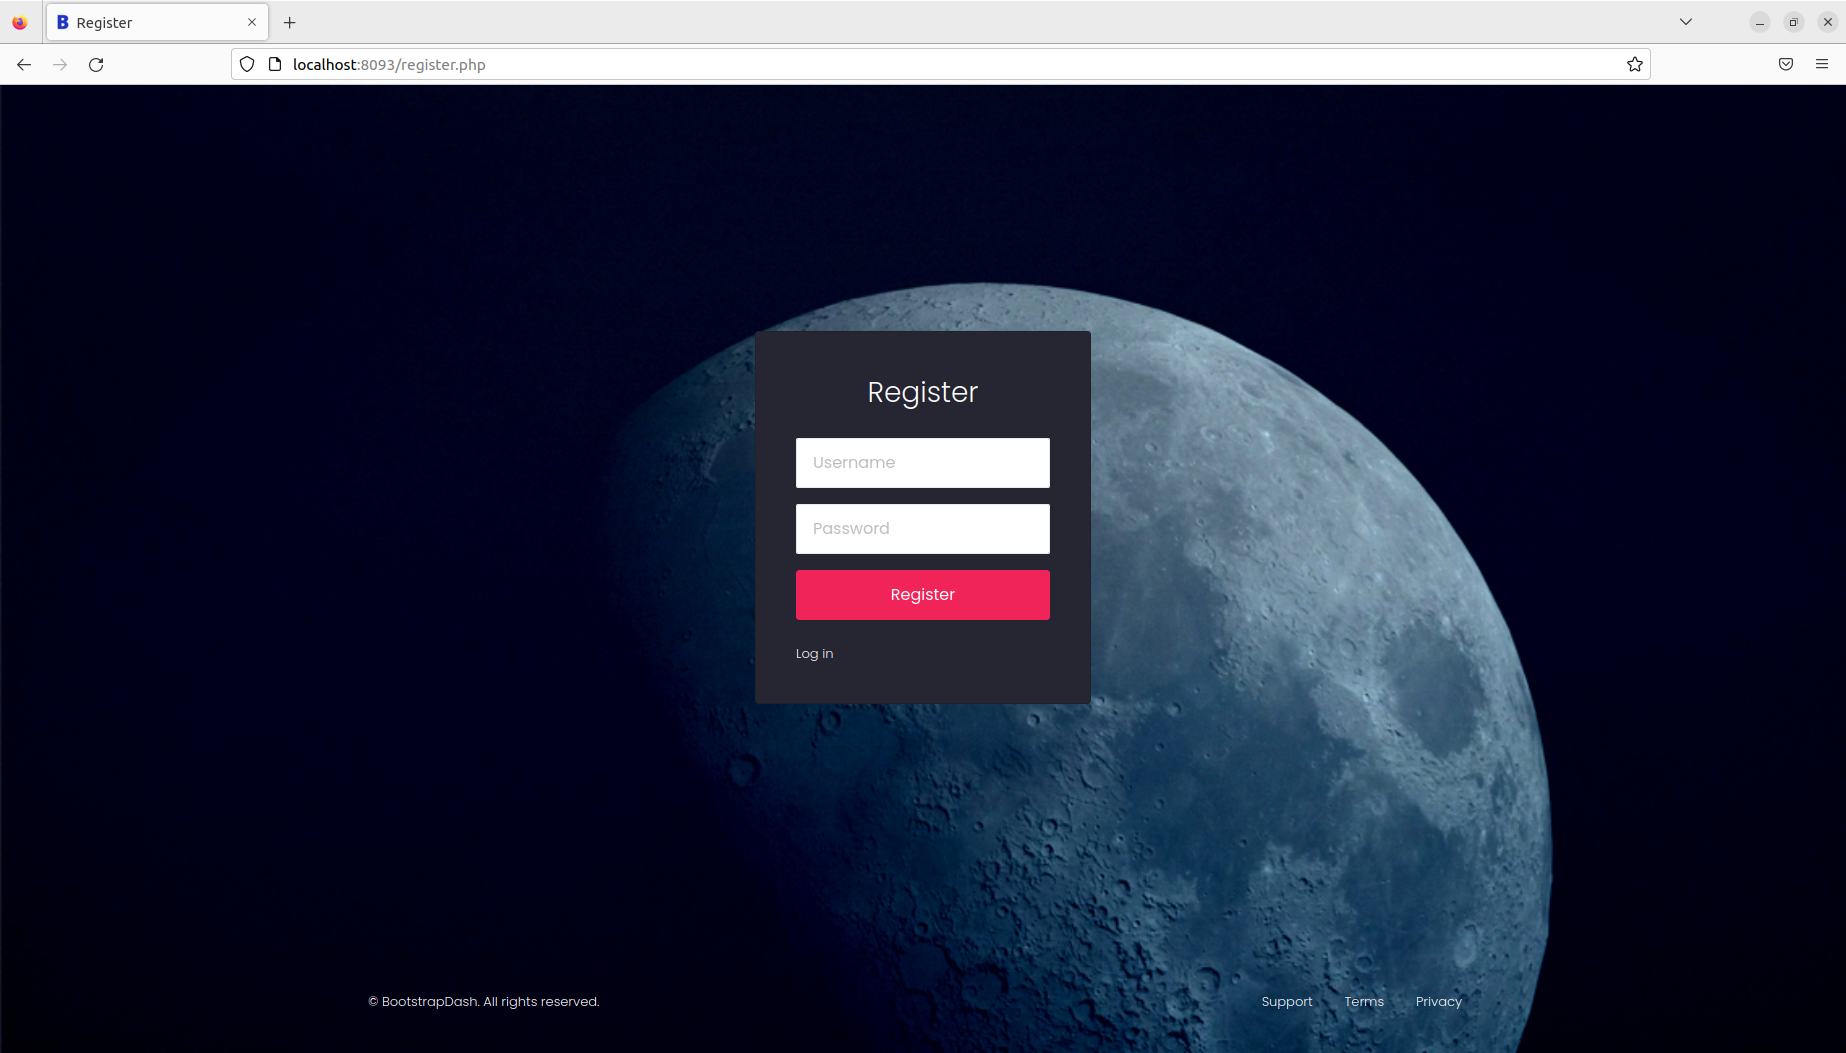 Register
localhost:8093/register.php
Register
Username
Password
Register
Log in
© BootstrapDash. All rights reserved.
Support Terms Privacy